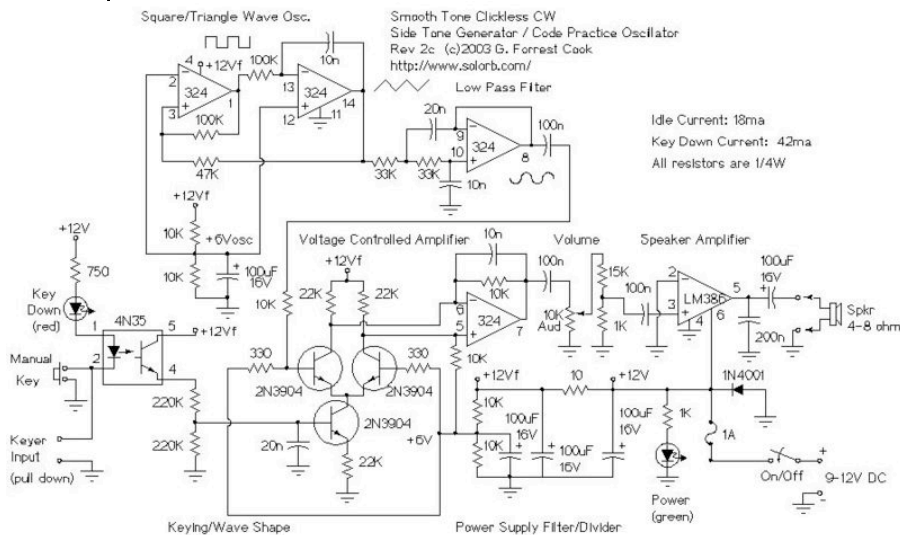 Square/Triangle Wave Osc.
Smooth Tone Clickless CW
Side Tone Generator / Code Practice Oscillator
Rev 2c (c)2003 G. Forrest Cook
http://www.solorb.com/
4
+12Vf
100K
10n
2
324
1
3
13
324
14
12
11
100K
47K
Low Pass Filter
20n
100n
9
324
10
8
33K
33K
10n
Idle Current: 18ma
Key Down Current: 42ma
All resistors are 1/4W
+12Vf
10K
+6Vosc
10K
100uF
16V
+12V
750
Key
Down
(red)
4N35
1
5
+12Vf
2
4
Manual
Key
Keyer
Input
(pull down)
220K
220K
20n
Voltage Controlled Amplifier
+12Vf
22K
22K
10K
330
330
2N3904
2N3904
2N3904
22K
Keying/Wave Shape
10n
10K
6
324
7
5
10K
100n
Volume
10K
Aud
15K
1K
100n
Speaker Amplifier
2
LM386
5
3
4
6
100uF
16V
200n
Spkr
4-8 ohm
+12Vf
10
+12V
1N4001
10K
+6V
10K
100uF
16V
100uF
16V
100uF
16V
1K
1A
Power
(green)
On/Off
+
9-12V DC
-
Power Supply Filter/Divider